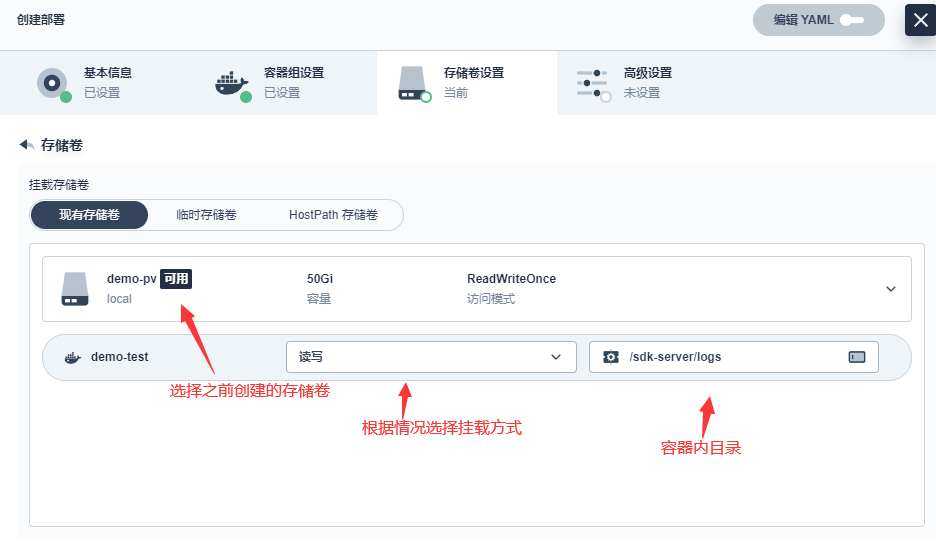 创建部署
编辑 YAML
基本信息
已设置
容器组设置
已设置
存储卷设置
当前
高级设置
未设置
存储卷
挂载存储卷
现有存储卷
临时存储卷
HostPath 存储卷
demo-pv 可用
local
50Gi
容量
ReadWriteOnce
访问模式
demo-test
读写
/sdk-server/logs
选择之前创建的存储卷
根据情况选择挂载方式
容器内目录